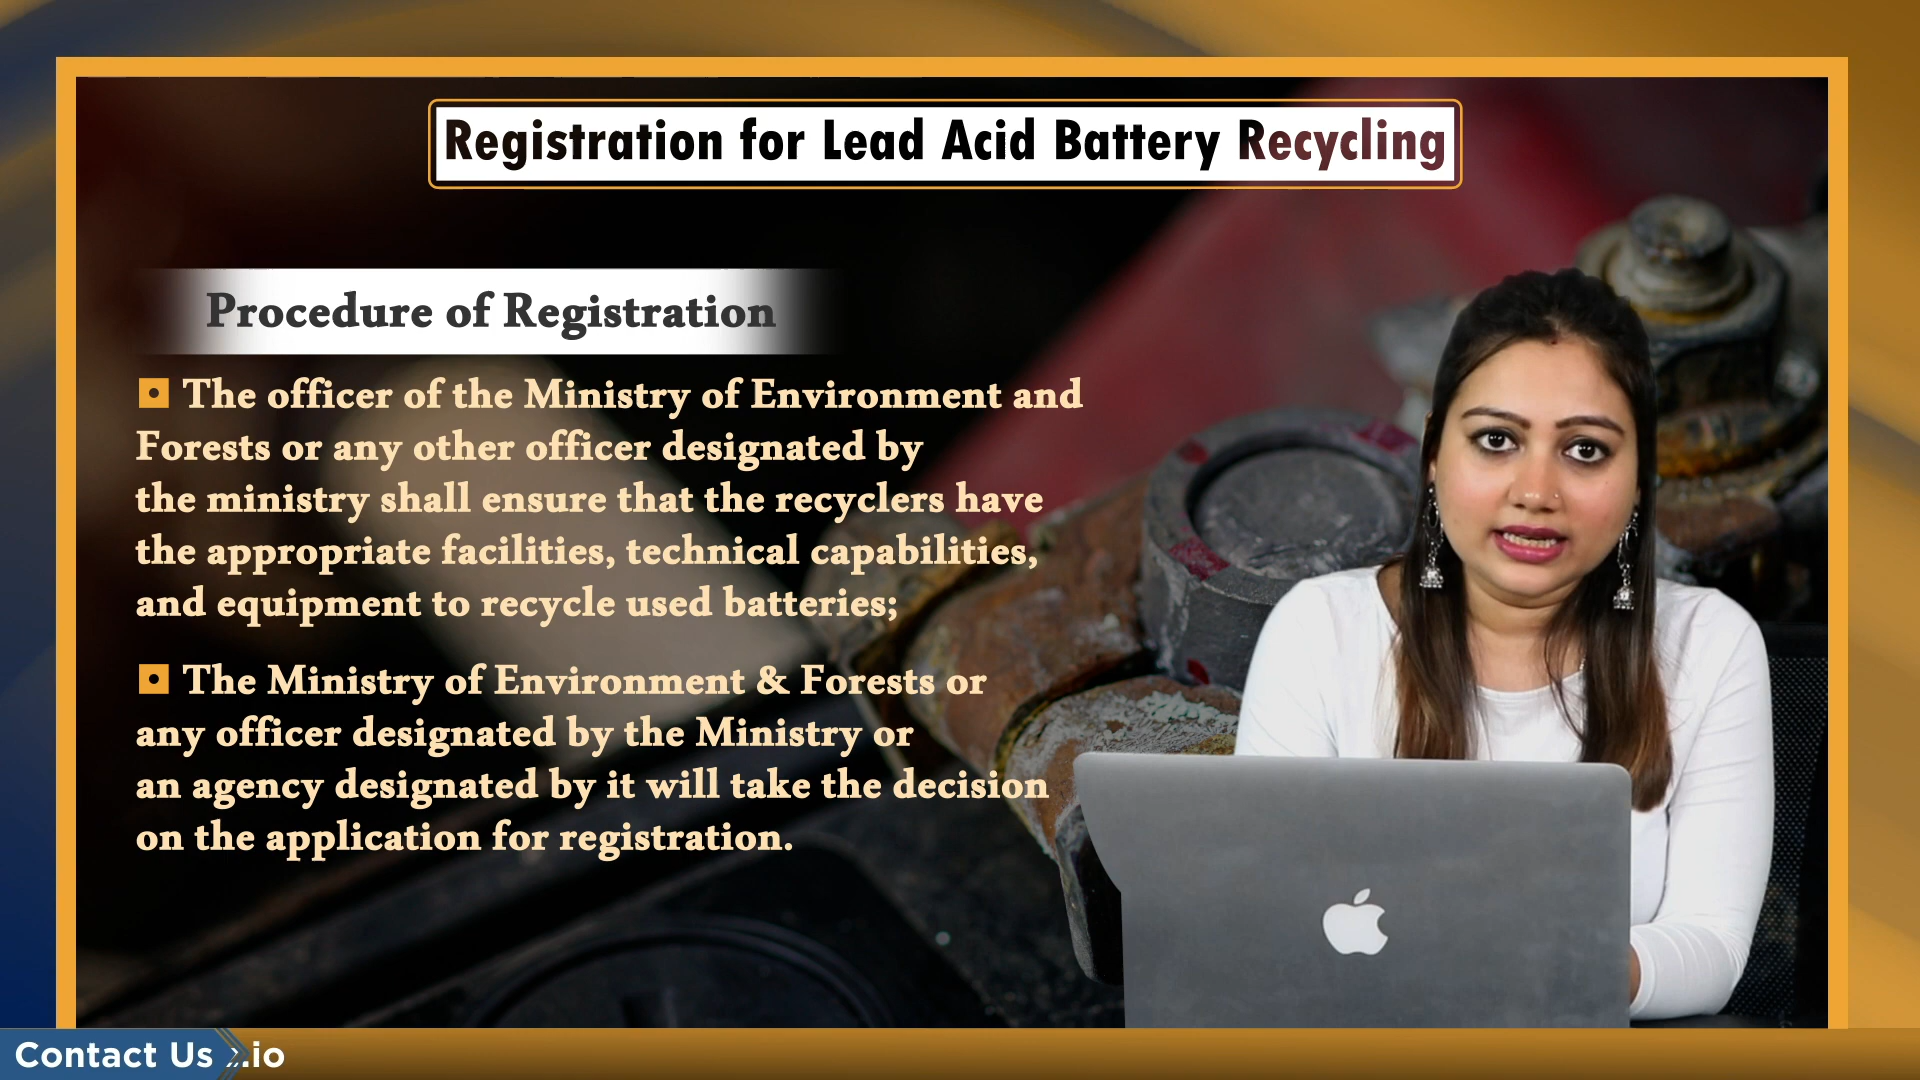 Registration for Lead Acid Battery Recycling
Procedure of Registration
The officer of the Ministry of Environment and
Forests or any other officer designated by
the ministry shall ensure that the recyclers have
the appropriate facilities, technical capabilities,
and equipment to recycle used batteries;
The Ministry of Environment & Forests or
any officer designated by the Ministry or
an agency designated by it will take the decision
on the application for registration.
Contact Us .io